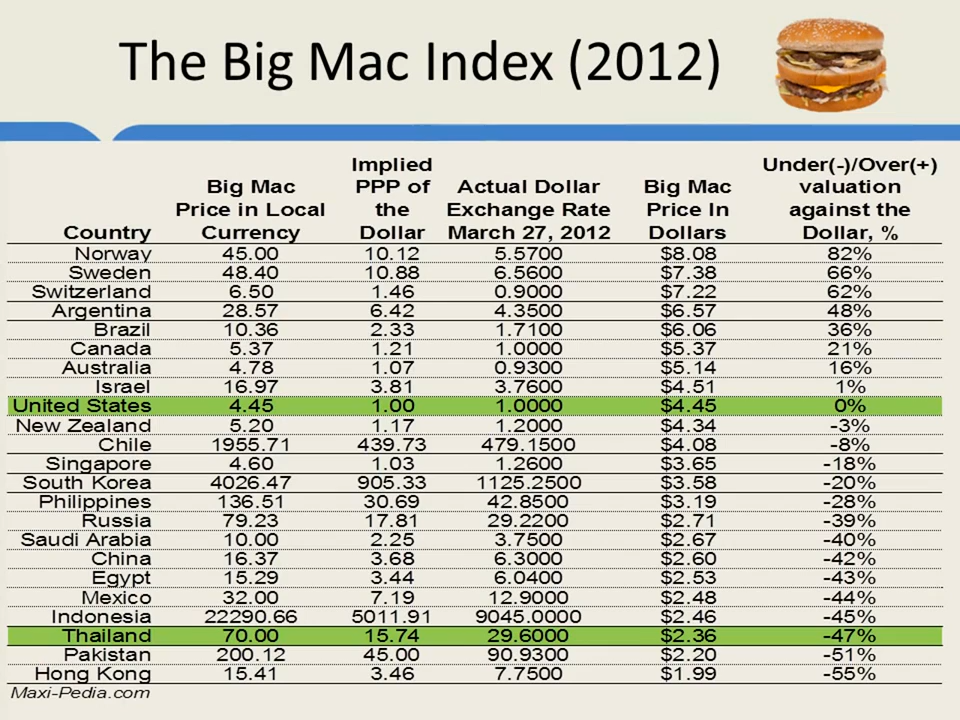 The Big Mac Index (2012)
Implied Under(-)/Over(+)
Big Mac PPP of Actual Dollar Big Mac valuation
Price in Local the Exchange Rate Price In against the
Country Currency Dollar March 27, 2012 Dollars Dollar, %
Norway 45.00 10.12 5.5700 $8.08 82%
Sweden 48.40 10.88 6.5600 $7.38 66%
Switzerland 6.50 1.46 0.9000 $7.22 62%
Argentina 28.57 6.42 4.3500 $6.57 48%
Brazil 10.36 2.33 1.7100 $6.06 36%
Canada 5.37 1.21 1.0000 $5.37 21%
Australia 4.78 1.07 0.9300 $5.14 16%
Israel 16.97 3.81 3.7600 $4.51 1%
United States 4.45 1.00 1.0000 $4.45 0%
New Zealand 5.20 1.17 1.2000 $4.34 -3%
Chile 1955.71 439.73 479.1500 $4.08 -8%
Singapore 4.60 1.03 1.2600 $3.65 -18%
South Korea 4026.47 905.33 1125.2500 $3.58 -20%
Philippines 136.51 30.69 42.8500 $3.19 -28%
Russia 79.23 17.81 29.2200 $2.71 -39%
Saudi Arabia 10.00 2.25 3.7500 $2.67 -40%
China 16.37 3.68 6.3000 $2.60 -42%
Egypt 15.29 3.44 6.0400 $2.53 -43%
Mexico 32.00 7.19 12.9000 $2.48 -44%
Indonesia 22290.66 5011.91 9045.0000 $2.46 -45%
Thailand 70.00 15.74 29.6000 $2.36 -47%
Pakistan 200.12 45.00 90.9300 $2.20 -51%
Hong Kong 15.41 3.46 7.7500 $1.99 -55%
Maxi-Pedia.com